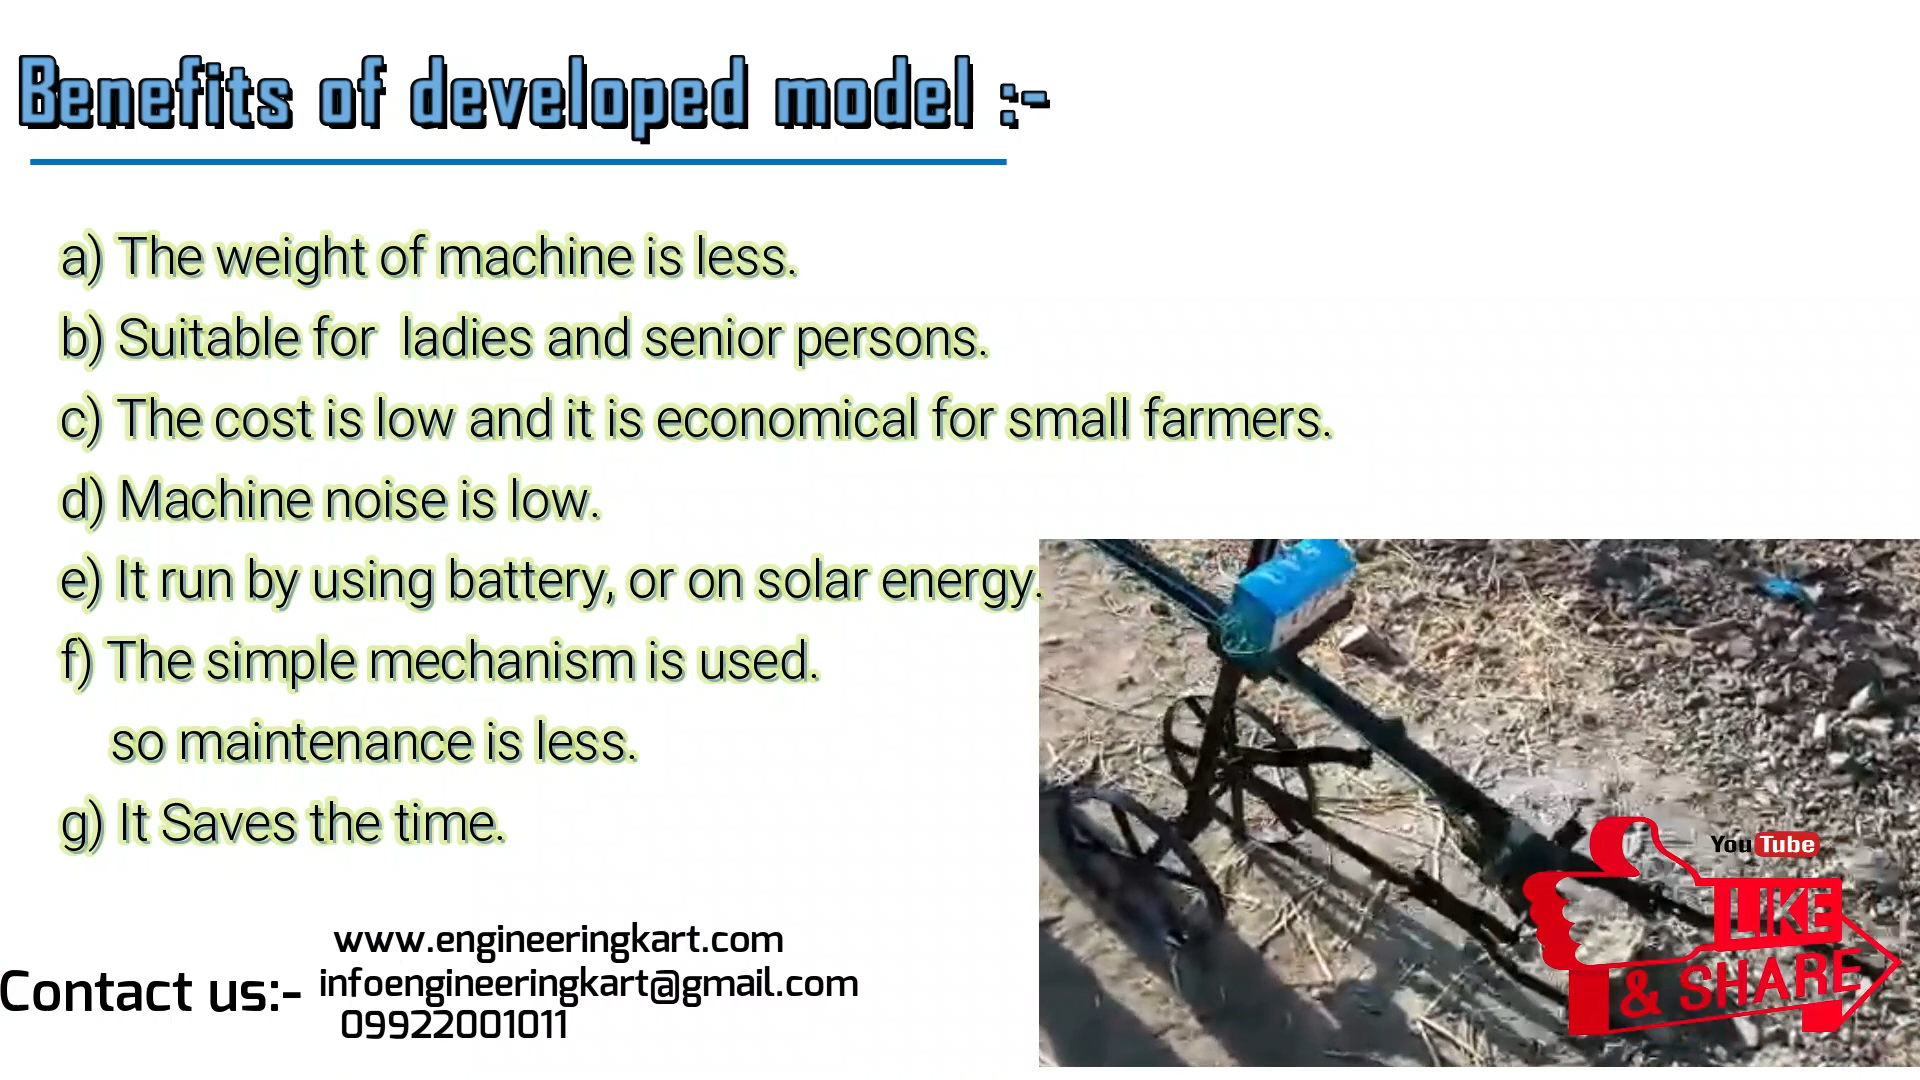 Benefits of developed model :-
a) The weight of machine is less.
b) Suitable for  ladies and senior persons.
c) The cost is low and it is economical for small farmers.
d) Machine noise is low.
e) It run by using battery, or on solar energy.
f) The simple mechanism is used.
so maintenance is less.
g) It Saves the time.
www.engineeringkart.com
Contact us:- infoengineeringkart@gmail.com
09922001011
YouTube
LIKE
& SHARE